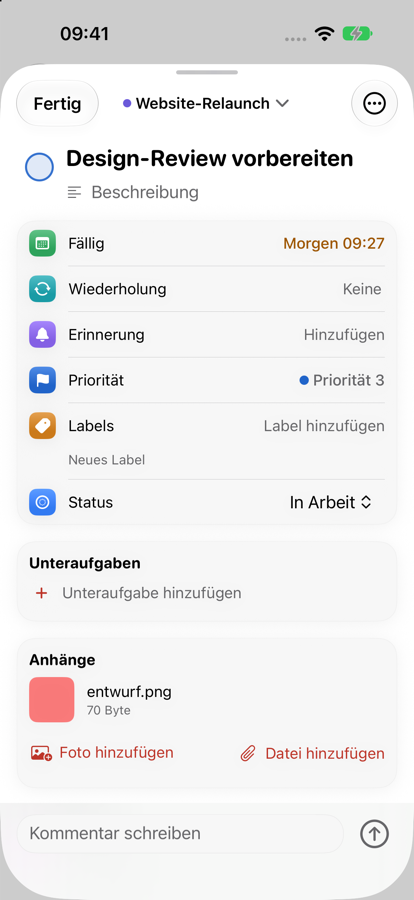 09:41
Fertig
Website-Relaunch
Design-Review vorbereiten
Beschreibung
Fällig
Morgen 09:27
Wiederholung
Keine
Erinnerung
Hinzufügen
Priorität
Priorität 3
Labels
Label hinzufügen
Neues Label
Status
In Arbeit
Unteraufgaben
Unteraufgabe hinzufügen
Anhänge
entwurf.png
70 Byte
Foto hinzufügen
Datei hinzufügen
Kommentar schreiben